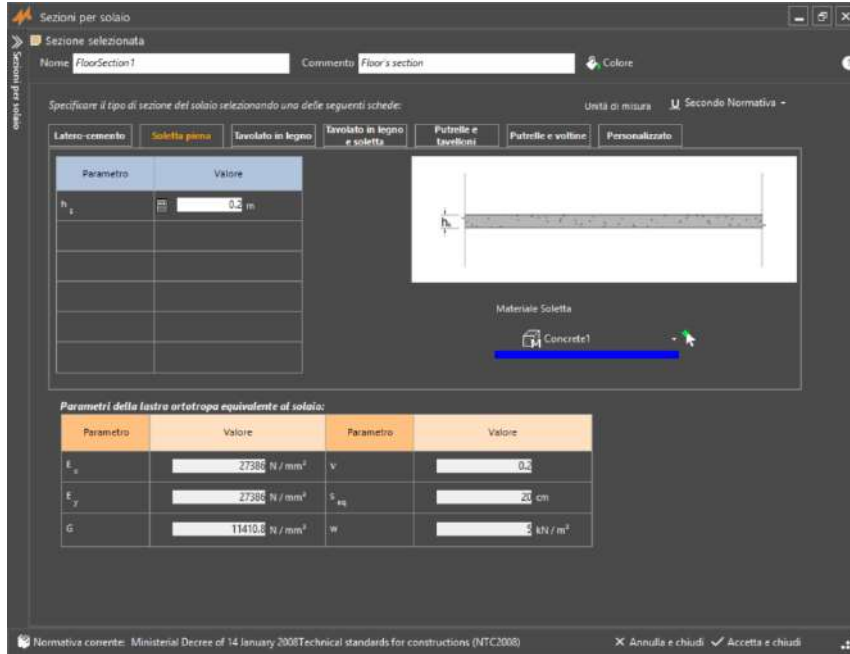 Sezioni per solaio
Sezioni per solaio
Sezione selezionata
Nome FloorSection1 Commento Floor's section Colore
Specificare il tipo di sezione del solaio selezionando una delle seguenti schede: Unità di misura U Secondo Normativa
Latero-cemento Soletta piena Tavolato in legno Tavolato in legno e soletta Putrelle e tavelloni Putrelle e voltine Personalizzato
Parametro Valore
h s 0.2 m
hs
Materiale Soletta
M Concrete1
Parametri della lastra ortotropa equivalente al solaio:
Parametro Valore Parametro Valore
E x 27386 N / mm² ν 0.2
E y 27386 N / mm² s eq 20 cm
G 11410.8 N / mm² w 5 kN / m²
Normativa corrente: Ministerial Decree of 14 January 2008Technical standards for constructions (NTC2008) Annulla e chiudi Accetta e chiudi